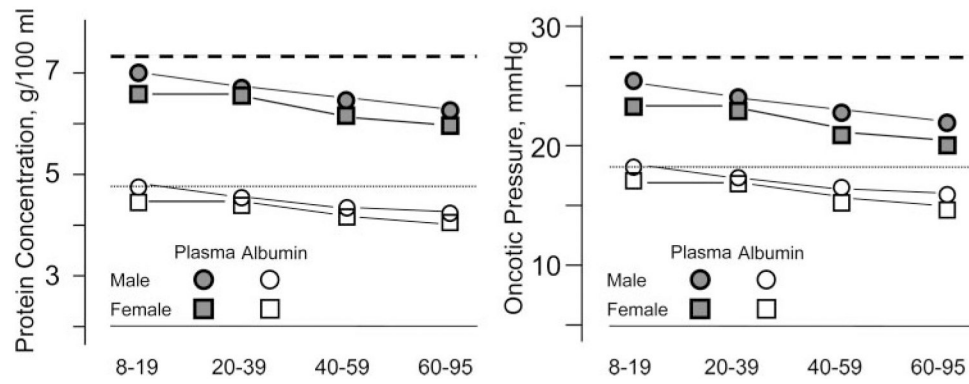 Protein Concentration, g/100 ml
7
5
3
Plasma Albumin
Male
Female
8-19 20-39 40-59 60-95
Oncotic Pressure, mmHg
30
20
10
Plasma Albumin
Male
Female
8-19 20-39 40-59 60-95